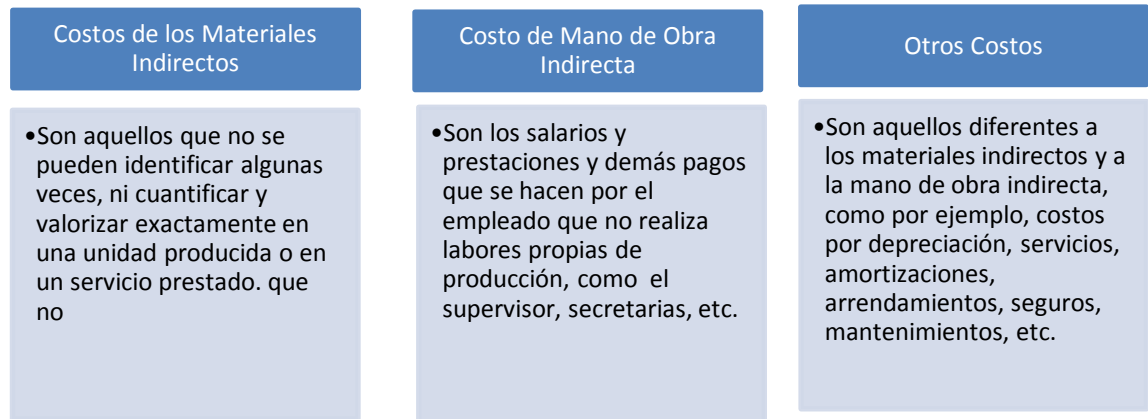 Costos de los Materiales
Indirectos
•Son aquellos que no se
pueden identificar algunas
veces, ni cuantificar y
valorizar exactamente en
una unidad producida o en
un servicio prestado. que
no
Costo de Mano de Obra
Indirecta
•Son los salarios y
prestaciones y demás pagos
que se hacen por el
empleado que no realiza
labores propias de
producción, como el
supervisor, secretarias, etc.
Otros Costos
•Son aquellos diferentes a
los materiales indirectos y a
la mano de obra indirecta,
como por ejemplo, costos
por depreciación, servicios,
amortizaciones,
arrendamientos, seguros,
mantenimientos, etc.